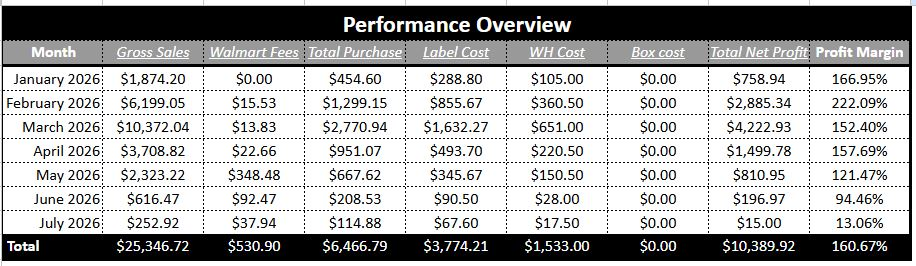 Performance Overview
Month Gross Sales Walmart Fees Total Purchase Label Cost WH Cost Box cost Total Net Profit Profit Margin
January 2026 $1,874.20 $0.00 $454.60 $288.80 $105.00 $0.00 $758.94 166.95%
February 2026 $6,199.05 $15.53 $1,299.15 $855.67 $360.50 $0.00 $2,885.34 222.09%
March 2026 $10,372.04 $13.83 $2,770.94 $1,632.27 $651.00 $0.00 $4,222.93 152.40%
April 2026 $3,708.82 $22.66 $951.07 $493.70 $220.50 $0.00 $1,499.78 157.69%
May 2026 $2,323.22 $348.48 $667.62 $345.67 $150.50 $0.00 $810.95 121.47%
June 2026 $616.47 $92.47 $208.53 $90.50 $28.00 $0.00 $196.97 94.46%
July 2026 $252.92 $37.94 $114.88 $67.60 $17.50 $0.00 $15.00 13.06%
Total $25,346.72 $530.90 $6,466.79 $3,774.21 $1,533.00 $0.00 $10,389.92 160.67%